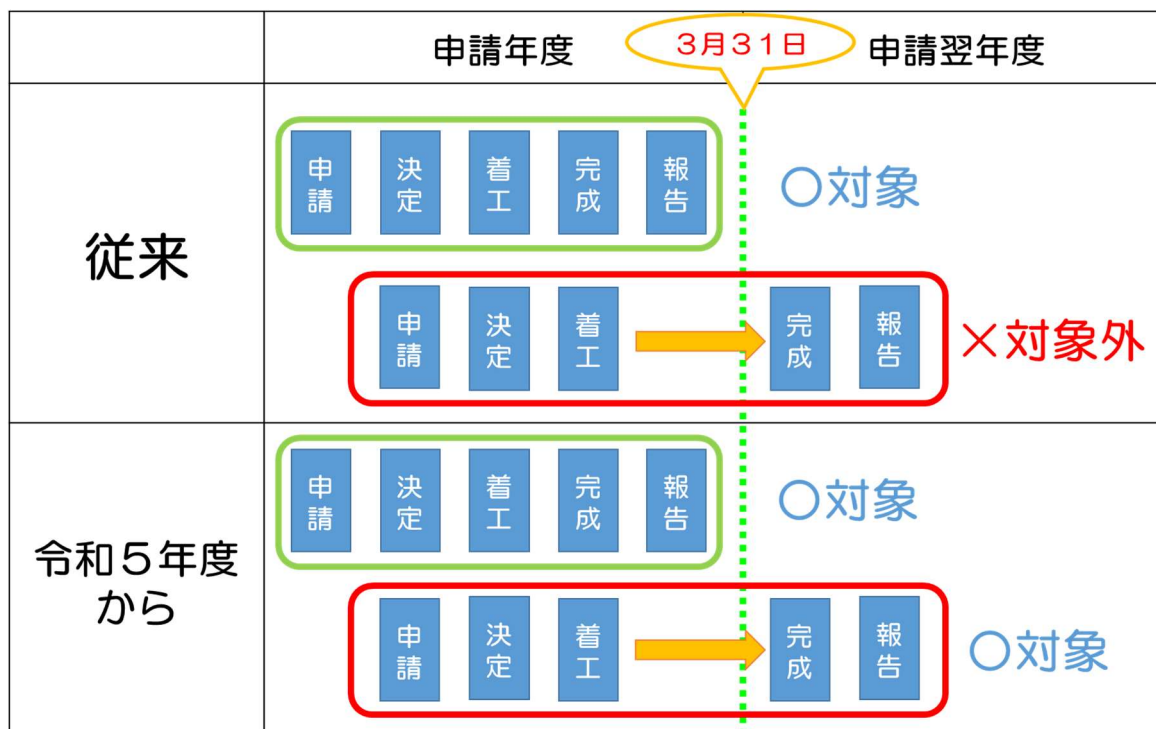 申請年度
3月31日
申請翌年度
従来
申請
決定
着工
完成
報告
〇対象
申請
決定
着工
完成
報告
×対象外
令和5年度
から
申請
決定
着工
完成
報告
〇対象
申請
決定
着工
完成
報告
〇対象